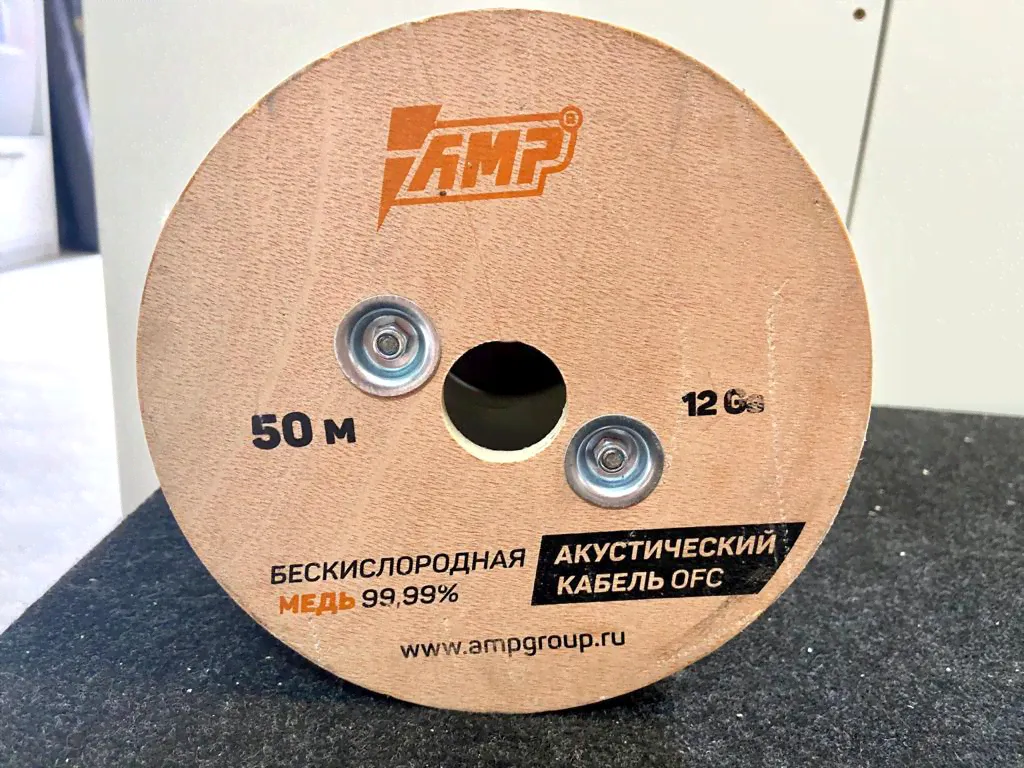 AMP®
50 м
12 Ga
БЕСКИСЛОРОДНАЯ
МЕДЬ 99,99%
АКУСТИЧЕСКИЙ
КАБЕЛЬ OFC
www.ampgroup.ru